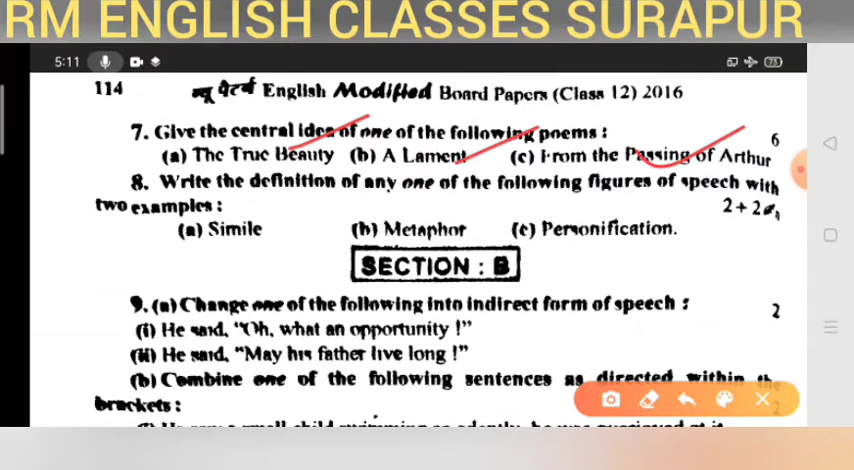 RM ENGLISH CLASSES SURAPUR
5:11
73
114
न्यू पैटर्न English Modified Board Papers (Class 12) 2016
7. Give the central idea of one of the following poems :
6
(a) The True Beauty (b) A Lament (c) From the Passing of Arthur
8. Write the definition of any one of the following figures of speech with
two examples :
2 + 2
(a) Simile (b) Metaphor (c) Personification.
SECTION : B
9. (a) Change one of the following into indirect form of speech :
2
(i) He said, “Oh, what an opportunity !”
(ii) He said, “May his father live long !”
(b) Combine one of the following sentences as directed within the
brackets :
2